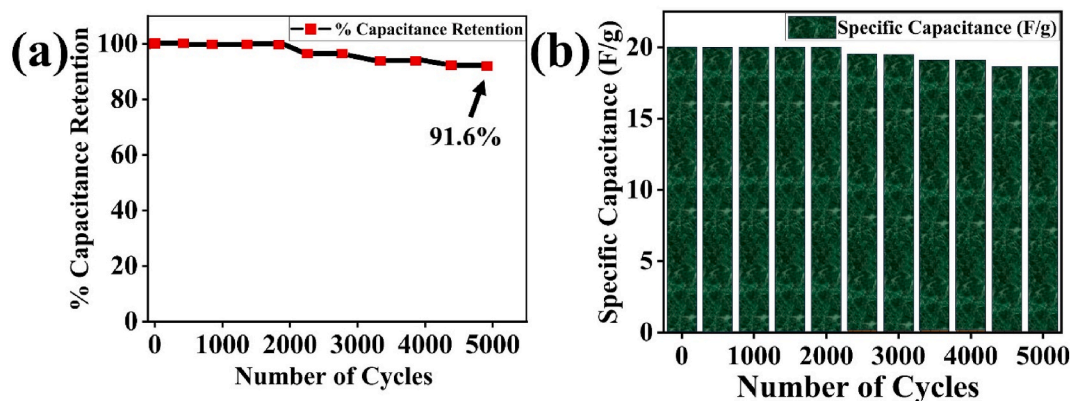 (a)
% Capacitance Retention
100
80
60
40
20
0
% Capacitance Retention
91.6%
0 1000 2000 3000 4000 5000
Number of Cycles
(b)
Specific Capacitance (F/g)
20
15
10
5
0
Specific Capacitance (F/g)
0 1000 2000 3000 4000 5000
Number of Cycles